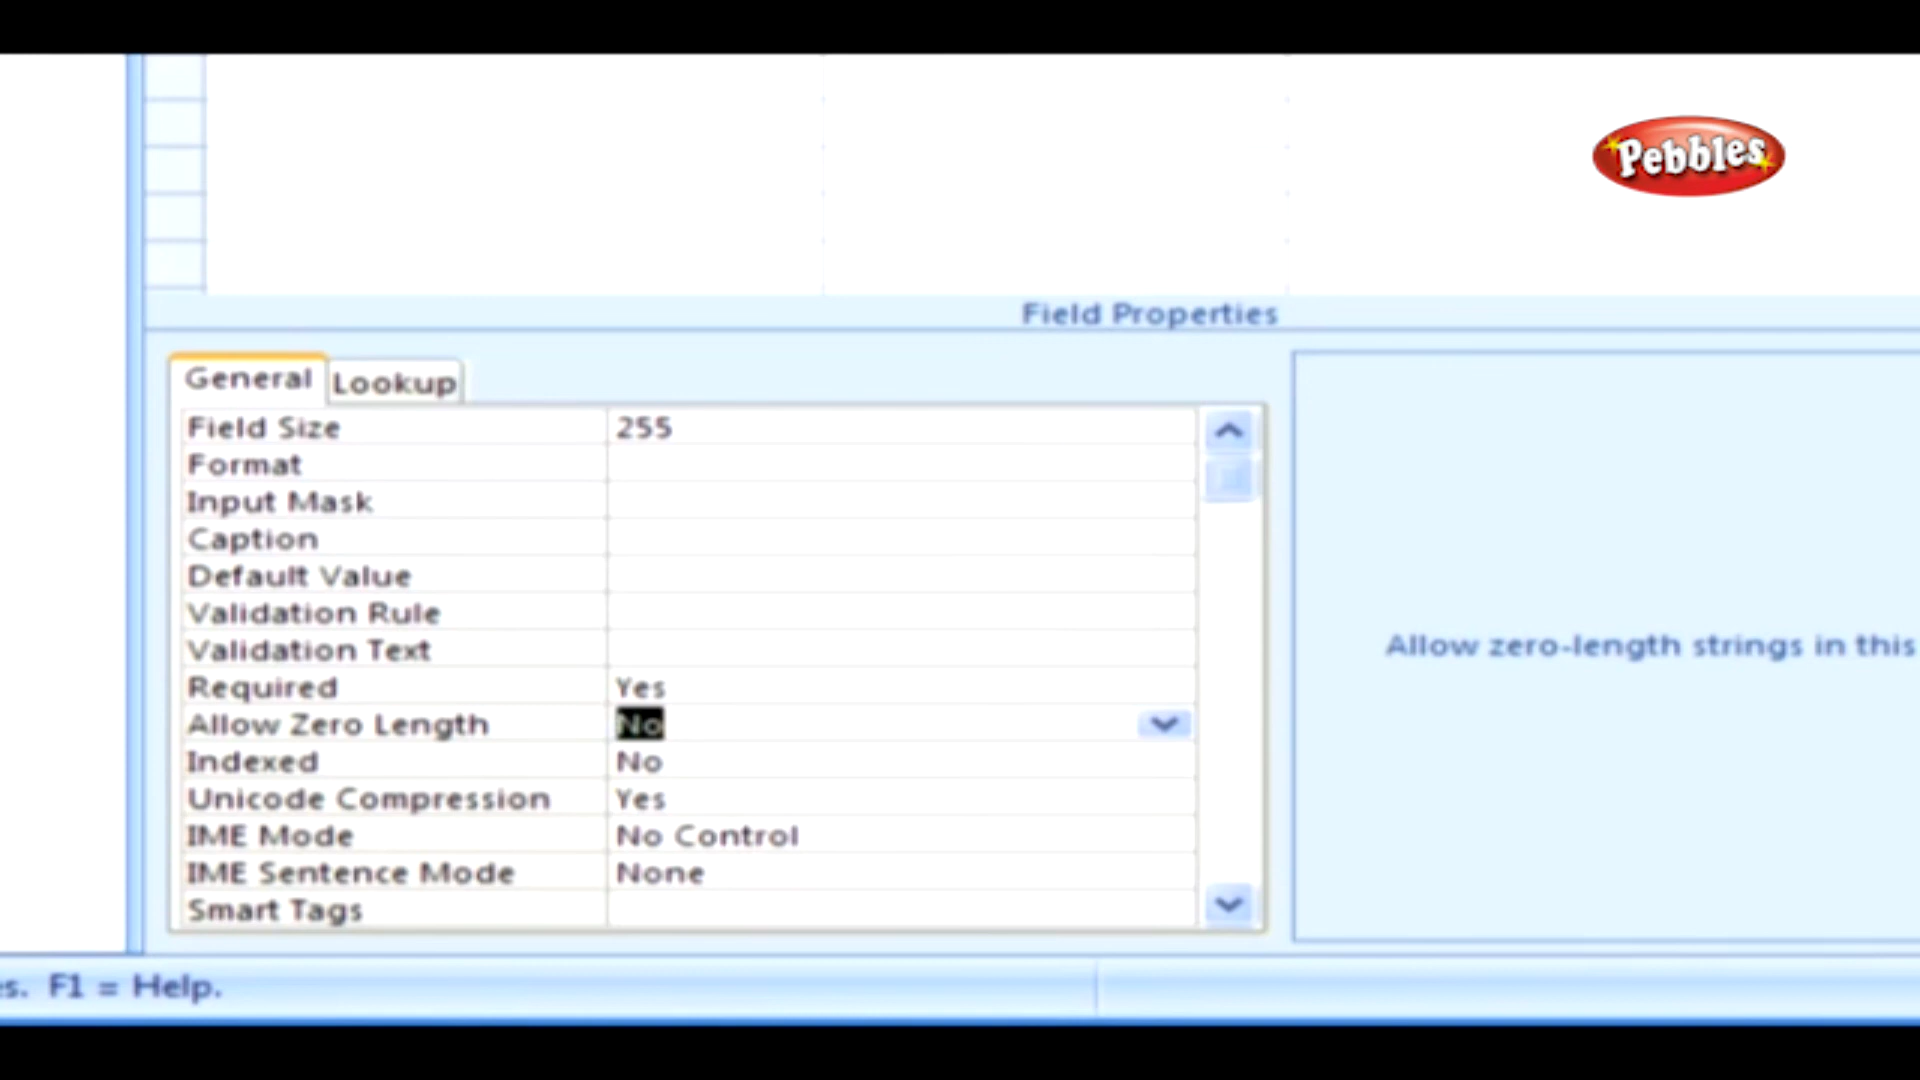 Pebbles
Field Properties
General Lookup
Field Size 255
Format
Input Mask
Caption
Default Value
Validation Rule
Validation Text
Required Yes
Allow Zero Length No
Indexed No
Unicode Compression Yes
IME Mode No Control
IME Sentence Mode None
Smart Tags
Allow zero-length strings in this
s. F1 = Help.